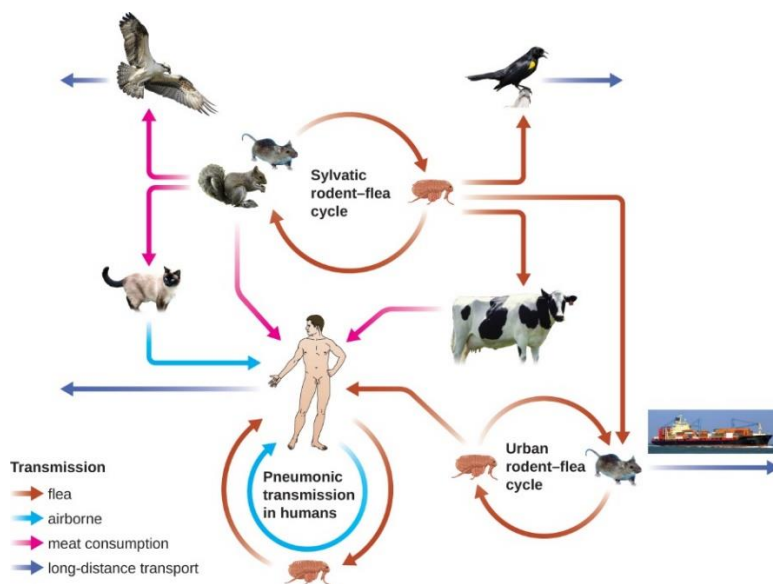 Sylvatic
rodent–flea
cycle
Urban
rodent–flea
cycle
Pneumonic
transmission
in humans
Transmission
flea
airborne
meat consumption
long-distance transport